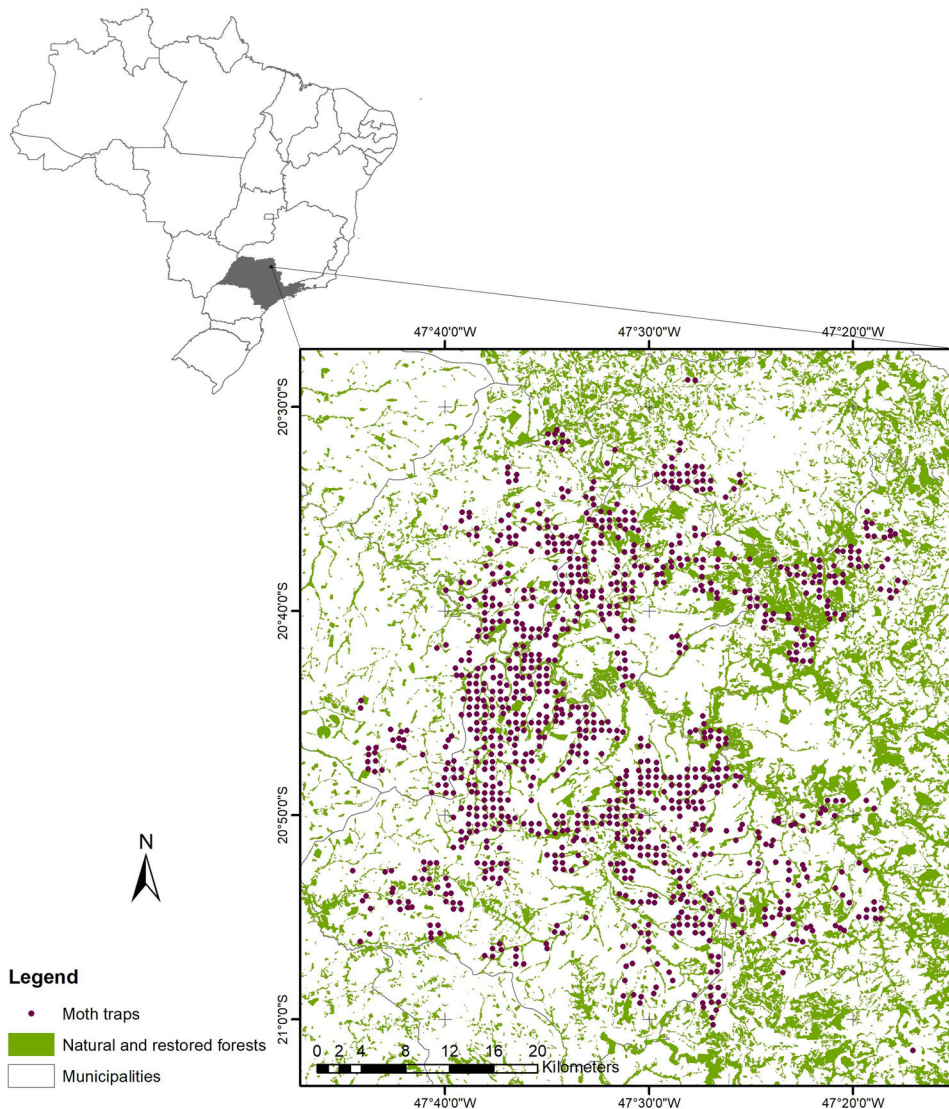 47°40'0"W 47°30'0"W 47°20'0"W
20°30'0"S
20°40'0"S
20°50'0"S
21°0'0"S
N
Legend
Moth traps
Natural and restored forests
Municipalities
0 2 4 8 12 16 20
Kilometers
47°40'0"W 47°30'0"W 47°20'0"W